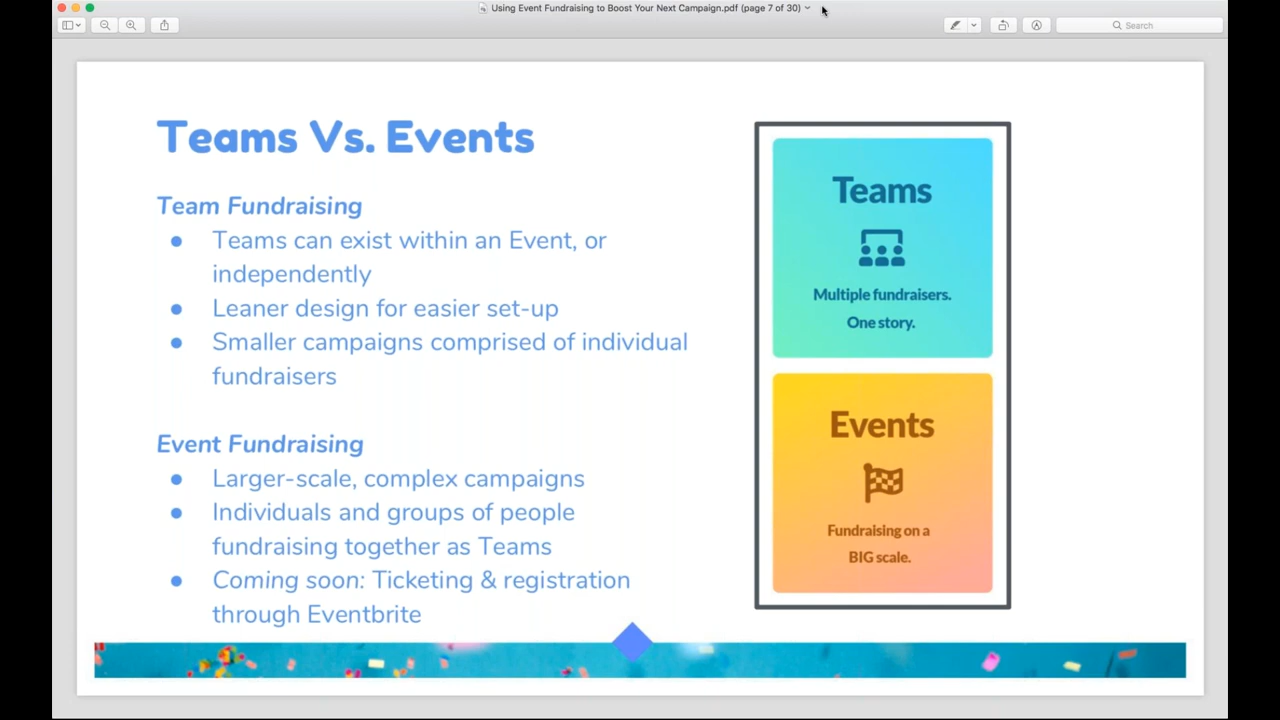 Using Event Fundraising to Boost Your Next Campaign.pdf (page 7 of 30)
Search
Teams Vs. Events
Team Fundraising
● Teams can exist within an Event, or
independently
● Leaner design for easier set-up
● Smaller campaigns comprised of individual
fundraisers
Event Fundraising
● Larger-scale, complex campaigns
● Individuals and groups of people
fundraising together as Teams
● Coming soon: Ticketing & registration
through Eventbrite
Teams
Multiple fundraisers.
One story.
Events
Fundraising on a
BIG scale.